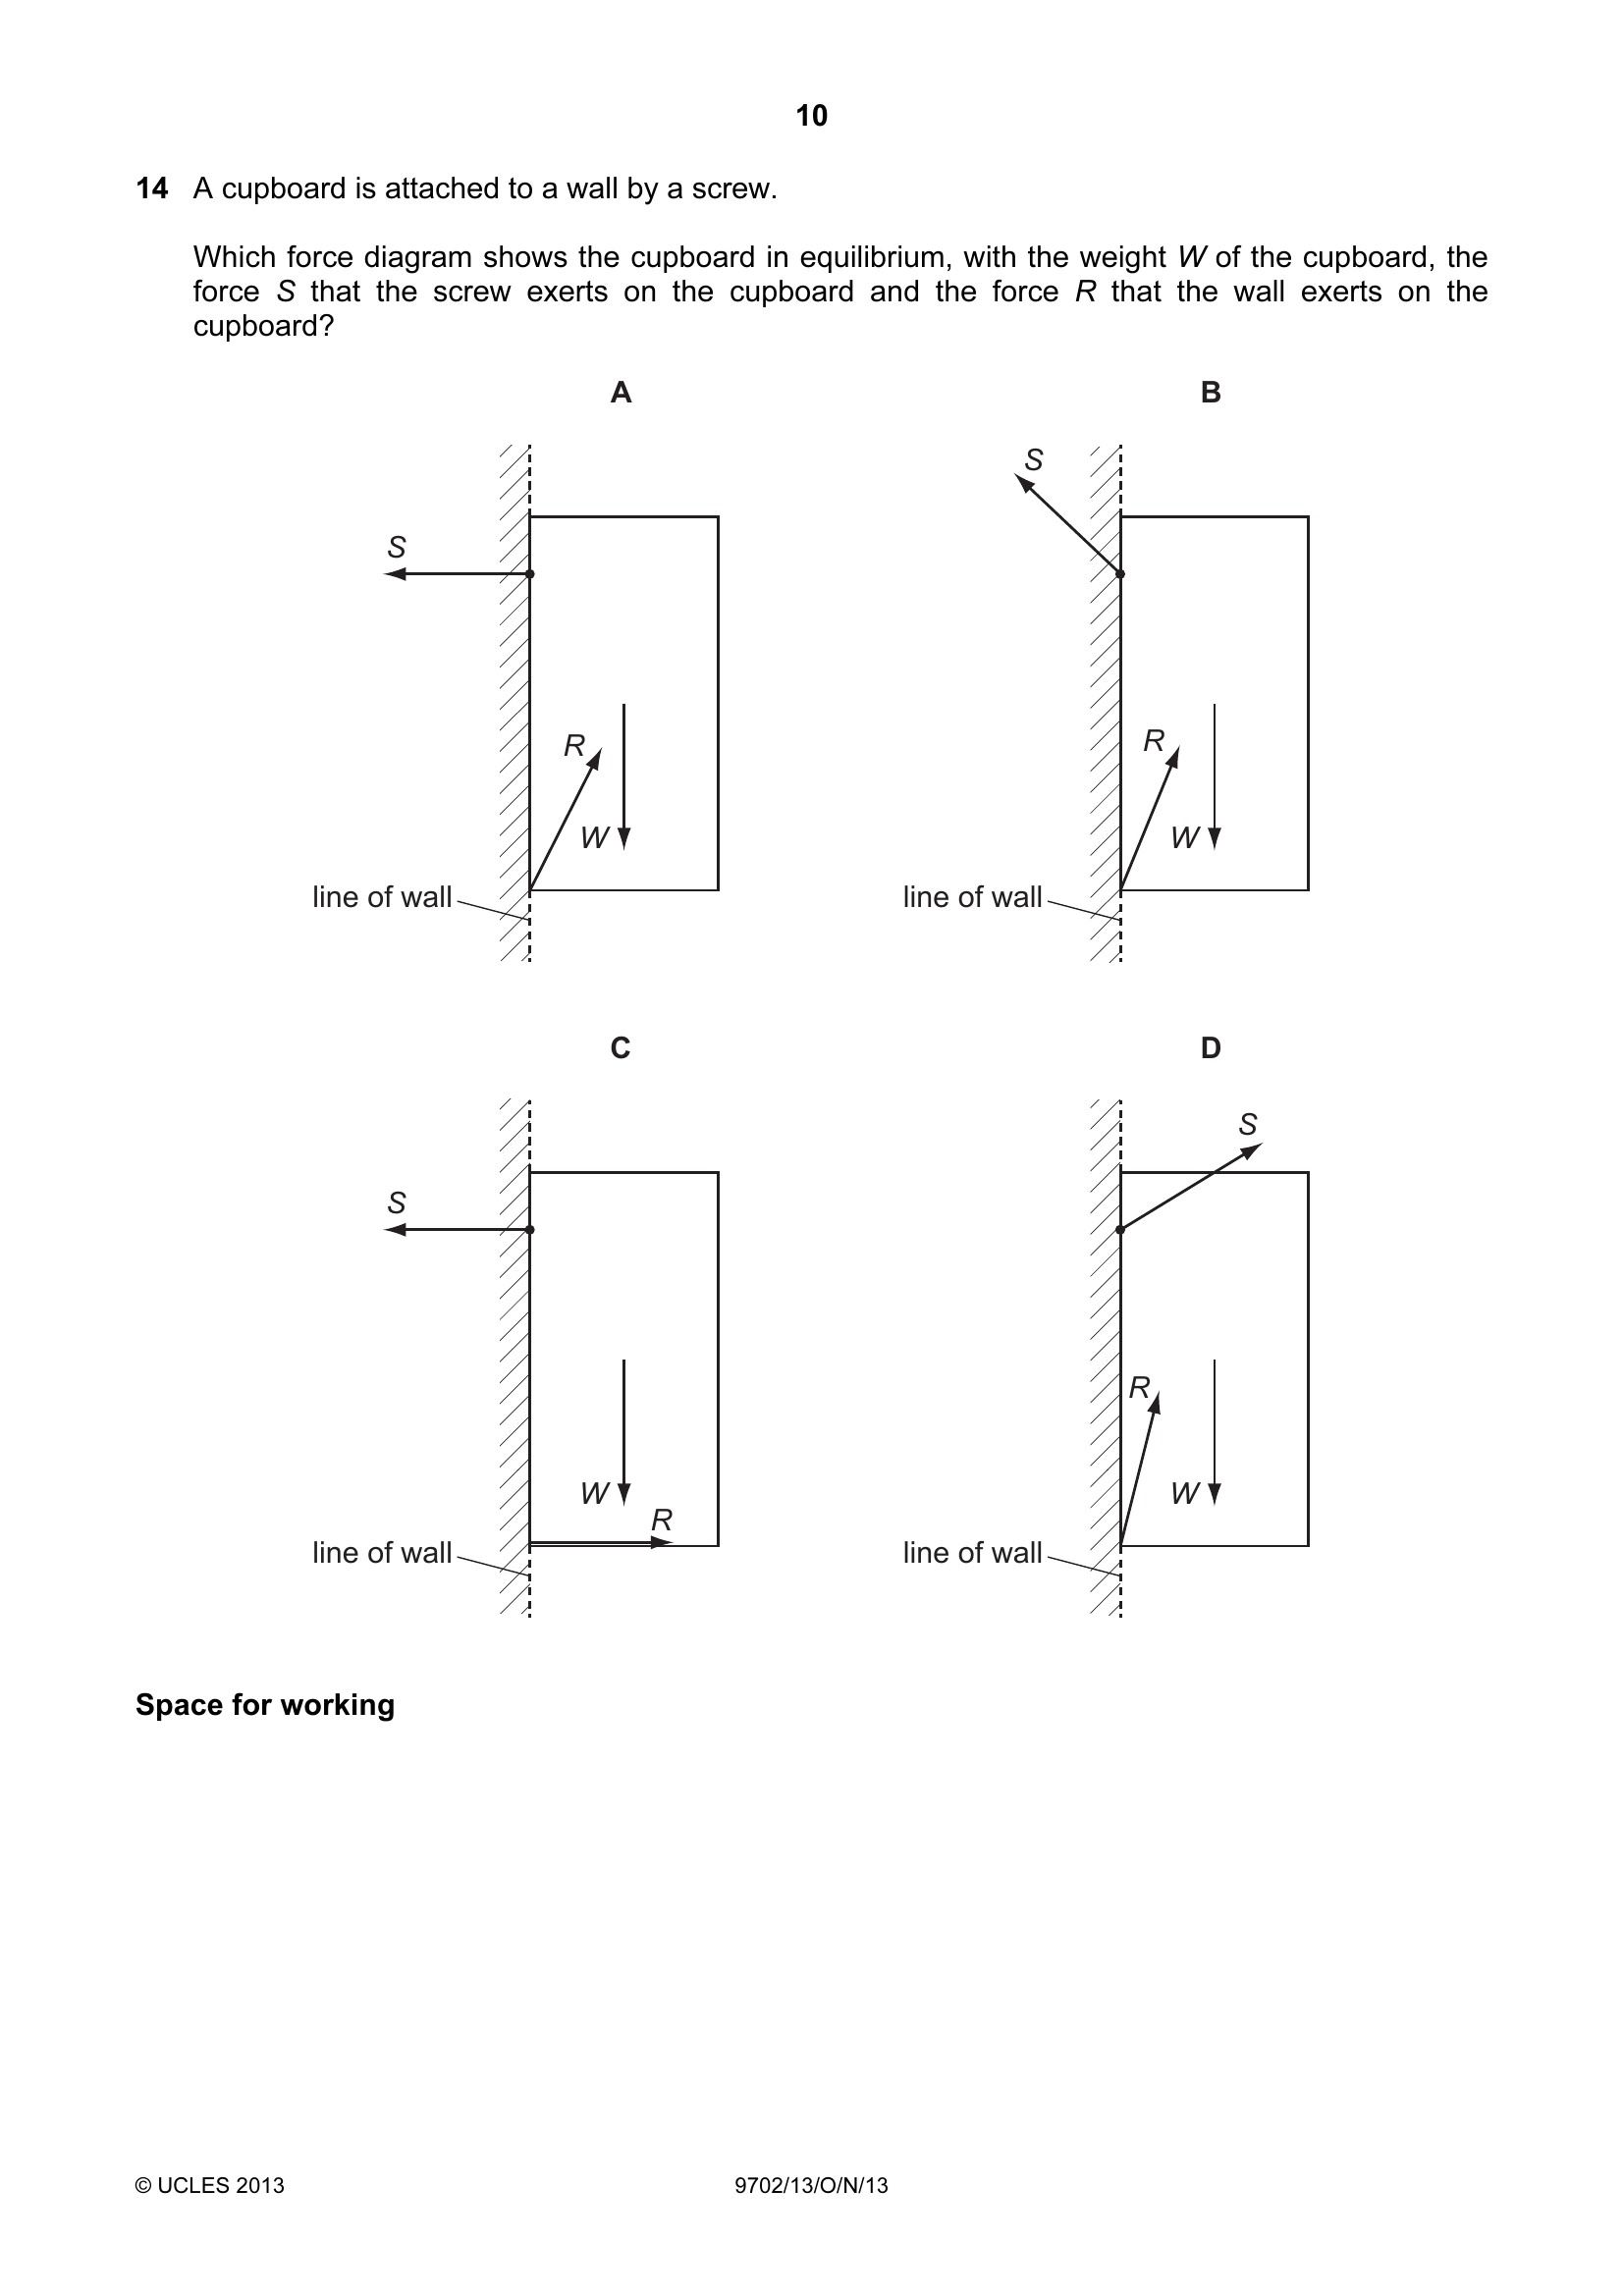 10
14 A cupboard is attached to a wall by a screw.
Which force diagram shows the cupboard in equilibrium, with the weight W of the cupboard, the
force S that the screw exerts on the cupboard and the force R that the wall exerts on the
cupboard?
A
B
S
S
R
R
W
W
line of wall
line of wall
C
D
S
S
R
W
W
R
line of wall
line of wall
Space for working
© UCLES 2013
9702/13/O/N/13